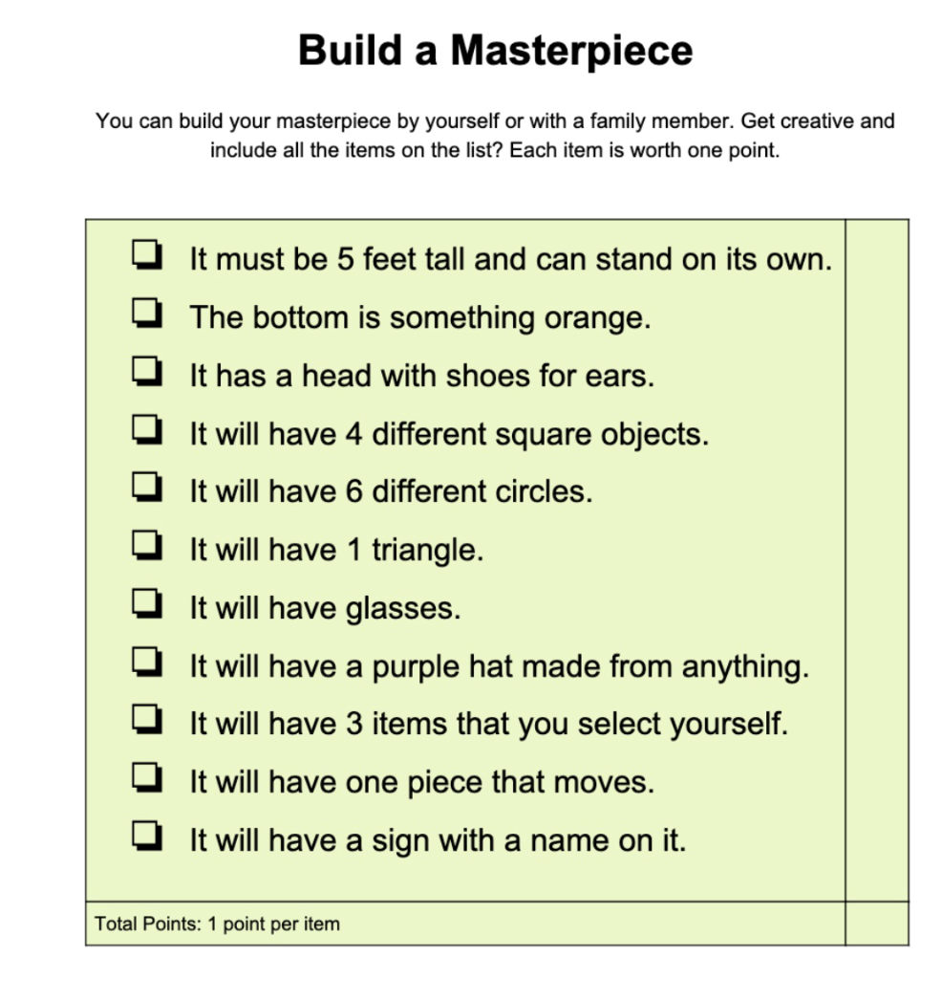 Build a Masterpiece
You can build your masterpiece by yourself or with a family member. Get creative and
include all the items on the list? Each item is worth one point.
It must be 5 feet tall and can stand on its own.
The bottom is something orange.
It has a head with shoes for ears.
It will have 4 different square objects.
It will have 6 different circles.
It will have 1 triangle.
It will have glasses.
It will have a purple hat made from anything.
It will have 3 items that you select yourself.
It will have one piece that moves.
It will have a sign with a name on it.
Total Points: 1 point per item